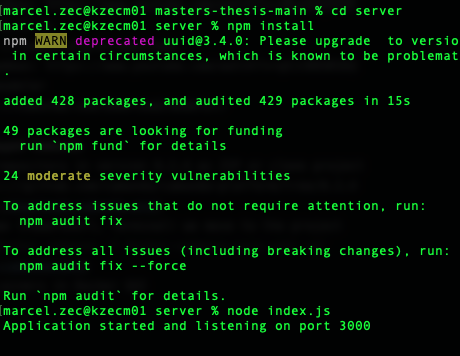 [marcel.zec@kzecm01 masters-thesis-main % cd server
[marcel.zec@kzecm01 server % npm install
npm WARN deprecated uuid@3.4.0: Please upgrade  to versio
 in certain circumstances, which is known to be problemat
.
added 428 packages, and audited 429 packages in 15s
49 packages are looking for funding
  run `npm fund` for details
24 moderate severity vulnerabilities
To address issues that do not require attention, run:
  npm audit fix
To address all issues (including breaking changes), run:
  npm audit fix --force
Run `npm audit` for details.
[marcel.zec@kzecm01 server % node index.js
Application started and listening on port 3000